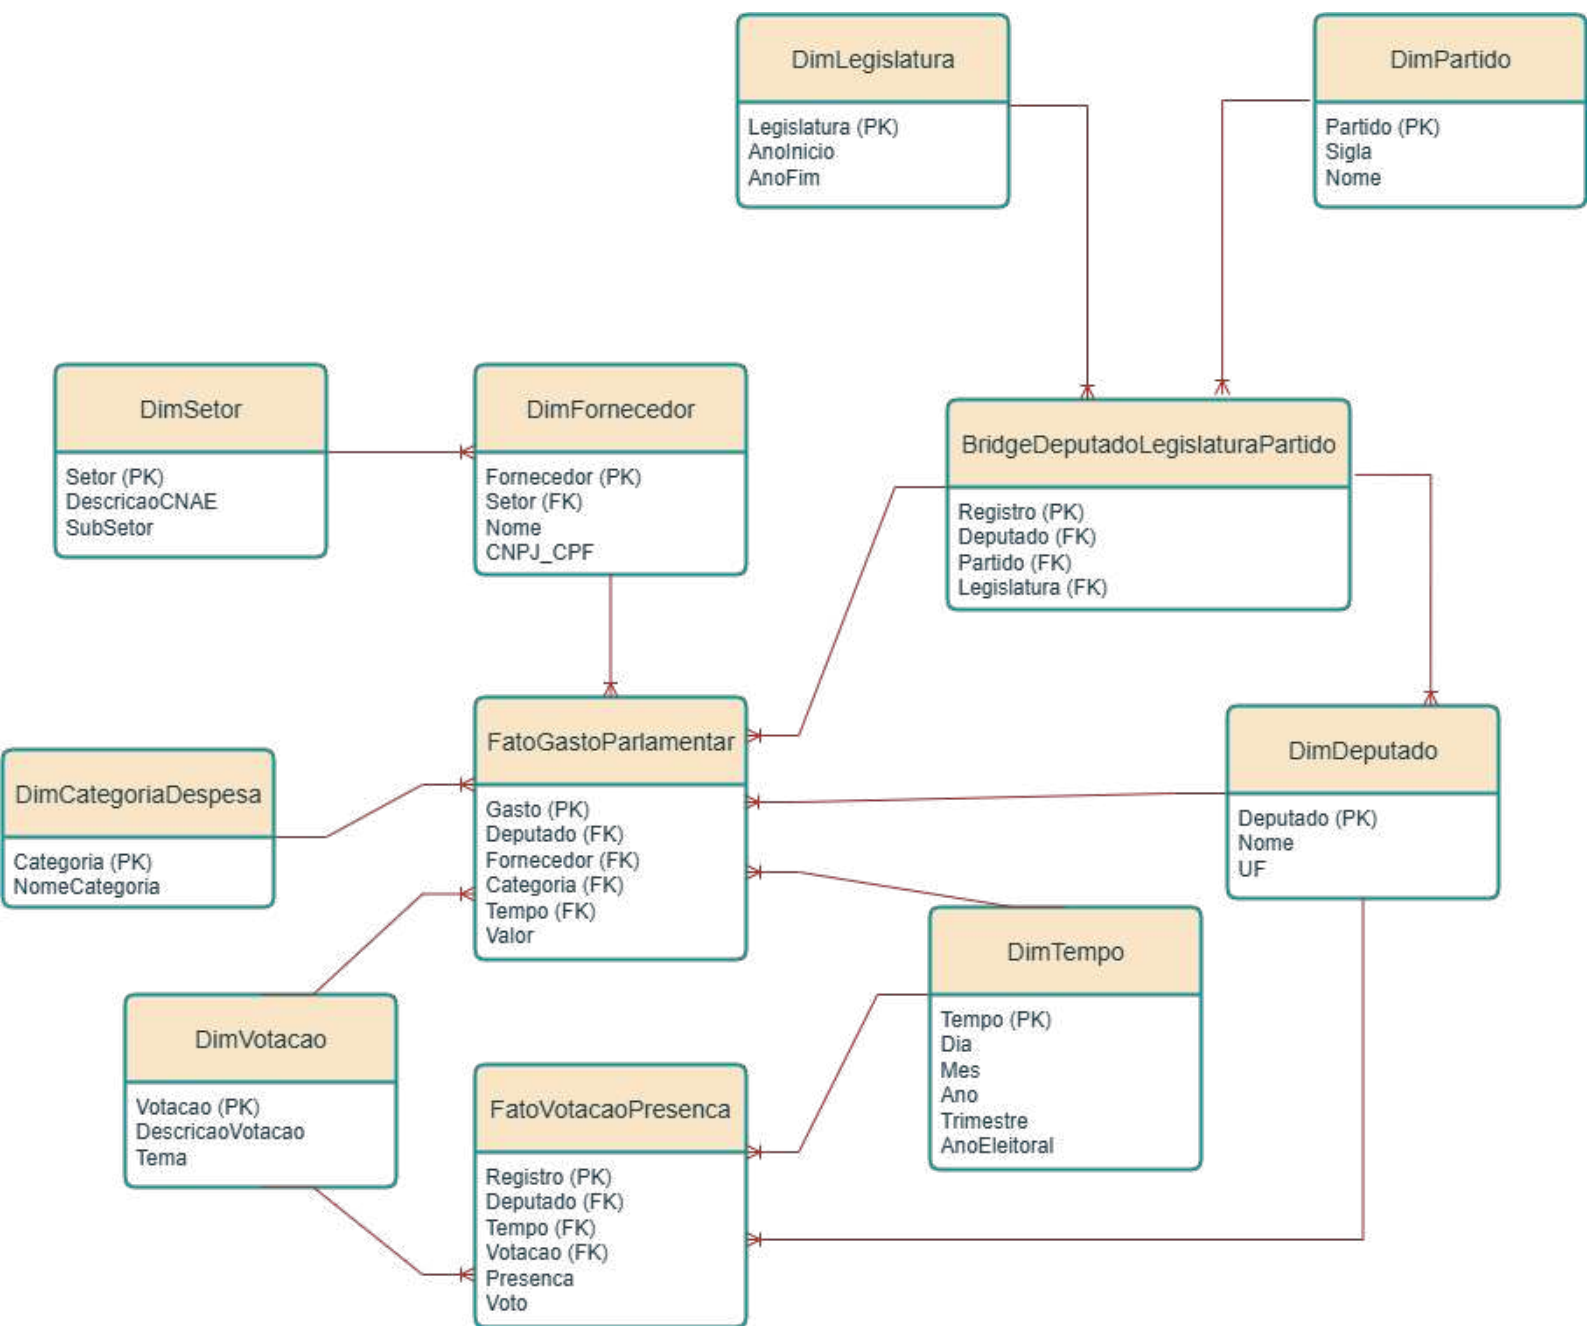 DimLegislatura
Legislatura (PK)
AnoInicio
AnoFim
DimPartido
Partido (PK)
Sigla
Nome
DimSetor
Setor (PK)
DescricaoCNAE
SubSetor
DimFornecedor
Fornecedor (PK)
Setor (FK)
Nome
CNPJ_CPF
BridgeDeputadoLegislaturaPartido
Registro (PK)
Deputado (FK)
Partido (FK)
Legislatura (FK)
FatoGastoParlamentar
Gasto (PK)
Deputado (FK)
Fornecedor (FK)
Categoria (FK)
Tempo (FK)
Valor
DimCategoriaDespesa
Categoria (PK)
NomeCategoria
DimDeputado
Deputado (PK)
Nome
UF
DimTempo
Tempo (PK)
Dia
Mes
Ano
Trimestre
AnoEleitoral
DimVotacao
Votacao (PK)
DescricaoVotacao
Tema
FatoVotacaoPresenca
Registro (PK)
Deputado (FK)
Tempo (FK)
Votacao (FK)
Presenca
Voto